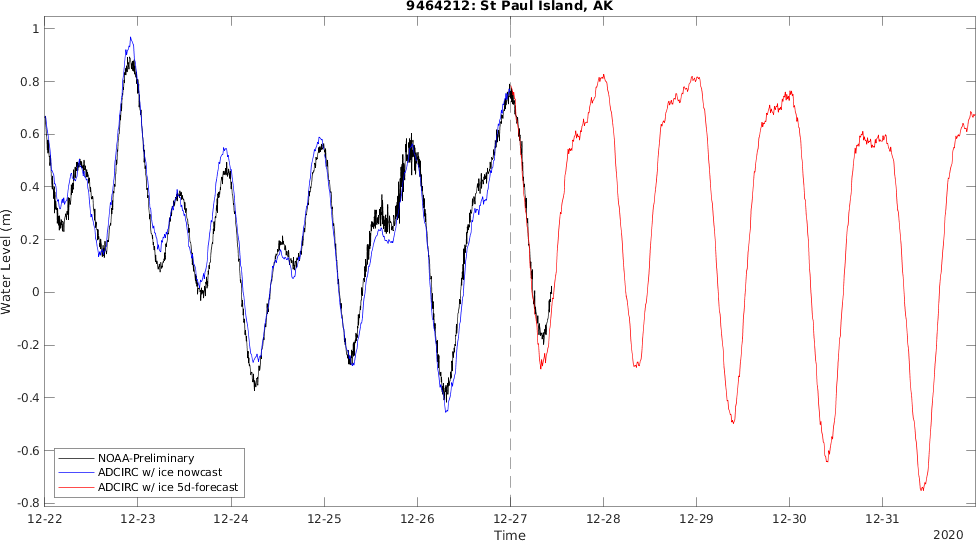 9464212: St Paul Island, AK
1
0.8
0.6
0.4
0.2
0
-0.2
-0.4
-0.6
-0.8
Water Level (m)
NOAA-Preliminary
ADCIRC w/ ice nowcast
ADCIRC w/ ice 5d-forecast
12-22 12-23 12-24 12-25 12-26 12-27 12-28 12-29 12-30 12-31
Time
2020